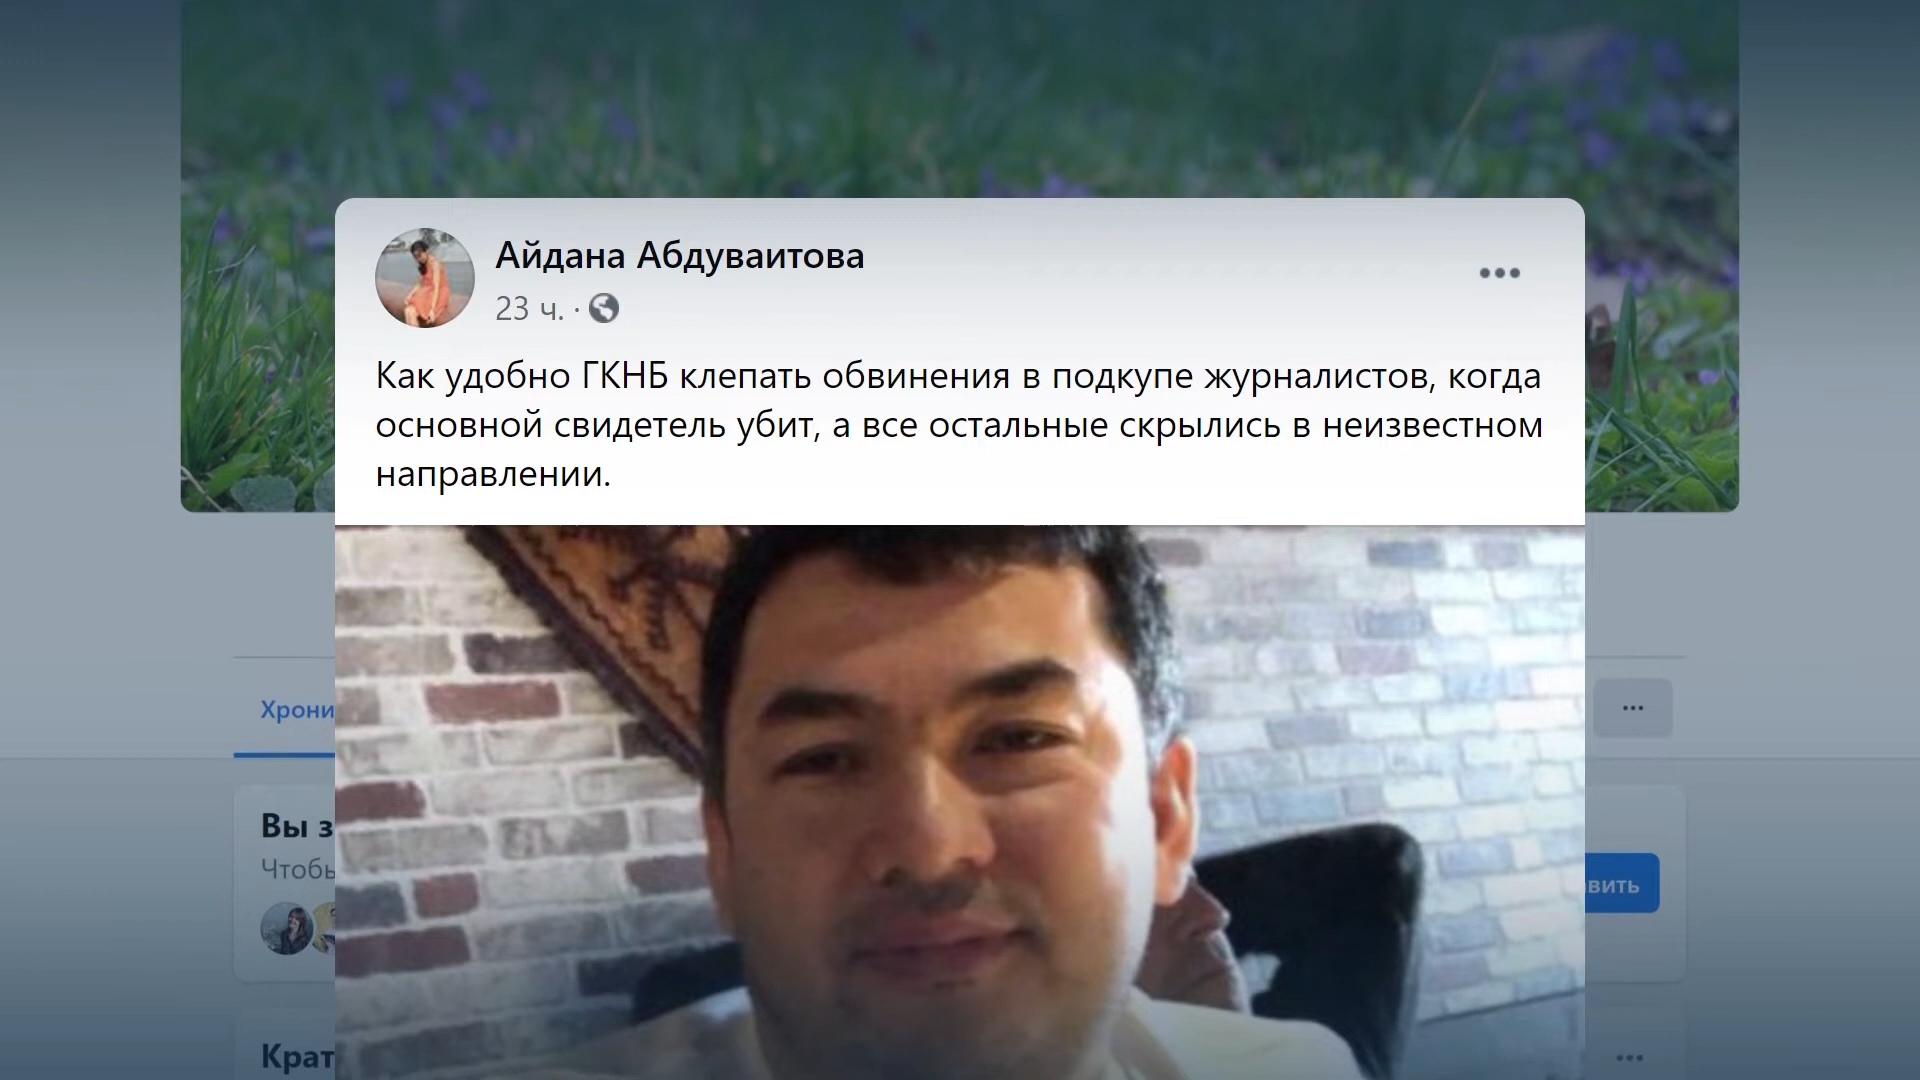 Айдана Абдуваитова
23 ч. ·
Как удобно ГКНБ клепать обвинения в подкупе журналистов, когда
основной свидетель убит, а все остальные скрылись в неизвестном
направлении.
Хрони
Вы з
Чтобы
вить
Крат